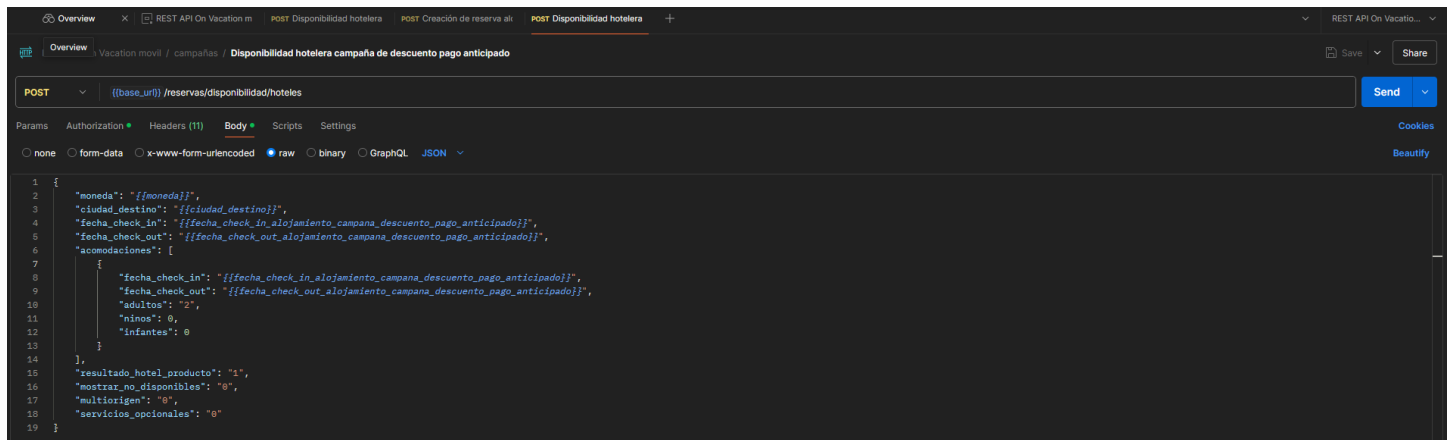 Overview REST API On Vacation m POST Disponibilidad hotelera POST Creación de reserva alo POST Disponibilidad hotelera REST API On Vacatio...
HTTP Overview Vacation movil / campañas / Disponibilidad hotelera campaña de descuento pago anticipado Save Share
POST {{base_url}} /reservas/disponibilidad/hoteles Send
Params Authorization Headers (11) Body Scripts Settings Cookies
none form-data x-www-form-urlencoded raw binary GraphQL JSON Beautify
1 {
2 "moneda": "{{moneda}}",
3 "ciudad_destino": "{{ciudad_destino}}",
4 "fecha_check_in": "{{fecha_check_in_alojamiento_campana_descuento_pago_anticipado}}",
5 "fecha_check_out": "{{fecha_check_out_alojamiento_campana_descuento_pago_anticipado}}",
6 "acomodaciones": [
7 {
8 "fecha_check_in": "{{fecha_check_in_alojamiento_campana_descuento_pago_anticipado}}",
9 "fecha_check_out": "{{fecha_check_out_alojamiento_campana_descuento_pago_anticipado}}",
10 "adultos": "2",
11 "ninos": 0,
12 "infantes": 0
13 }
14 ],
15 "resultado_hotel_producto": "1",
16 "mostrar_no_disponibles": "0",
17 "multiorigen": "0",
18 "servicios_opcionales": "0"
19 }